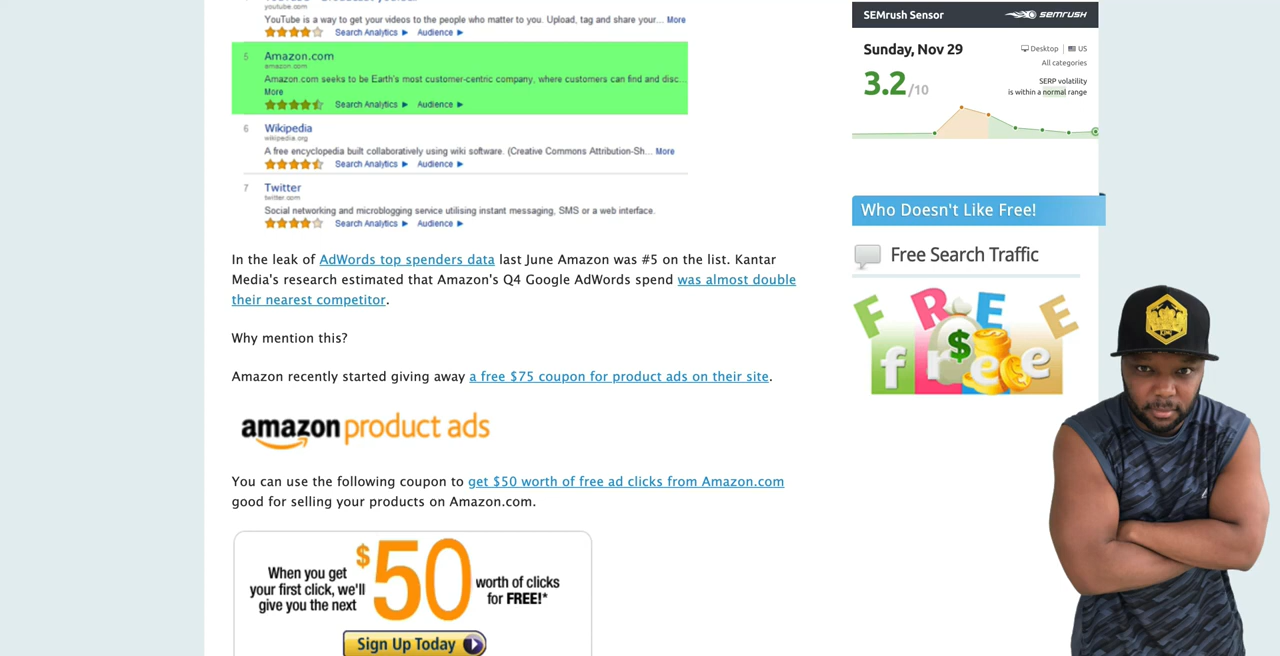 youtube.com
YouTube is a way to get your videos to the people who matter to you. Upload, tag and share your... More
Search Analytics ▶ Audience ▶
5 Amazon.com
amazon.com
Amazon.com seeks to be Earth's most customer-centric company, where customers can find and disc...
More
Search Analytics ▶ Audience ▶
6 Wikipedia
wikipedia.org
A free encyclopedia built collaboratively using wiki software. (Creative Commons Attribution-Sh... More
Search Analytics ▶ Audience ▶
7 Twitter
twitter.com
Social networking and microblogging service utilising instant messaging, SMS or a web interface.
Search Analytics ▶ Audience ▶
In the leak of AdWords top spenders data last June Amazon was #5 on the list. Kantar
Media's research estimated that Amazon's Q4 Google AdWords spend was almost double
their nearest competitor.
Why mention this?
Amazon recently started giving away a free $75 coupon for product ads on their site.
amazon product ads
You can use the following coupon to get $50 worth of free ad clicks from Amazon.com
good for selling your products on Amazon.com.
When you get
your first click, we'll
give you the next
$50
worth of clicks
for FREE!*
Sign Up Today
SEMrush Sensor
SEMRUSH
Sunday, Nov 29
Desktop | US
All categories
3.2/10
SERP volatility
is within a normal range
Who Doesn't Like Free!
Free Search Traffic
FREE
$
free